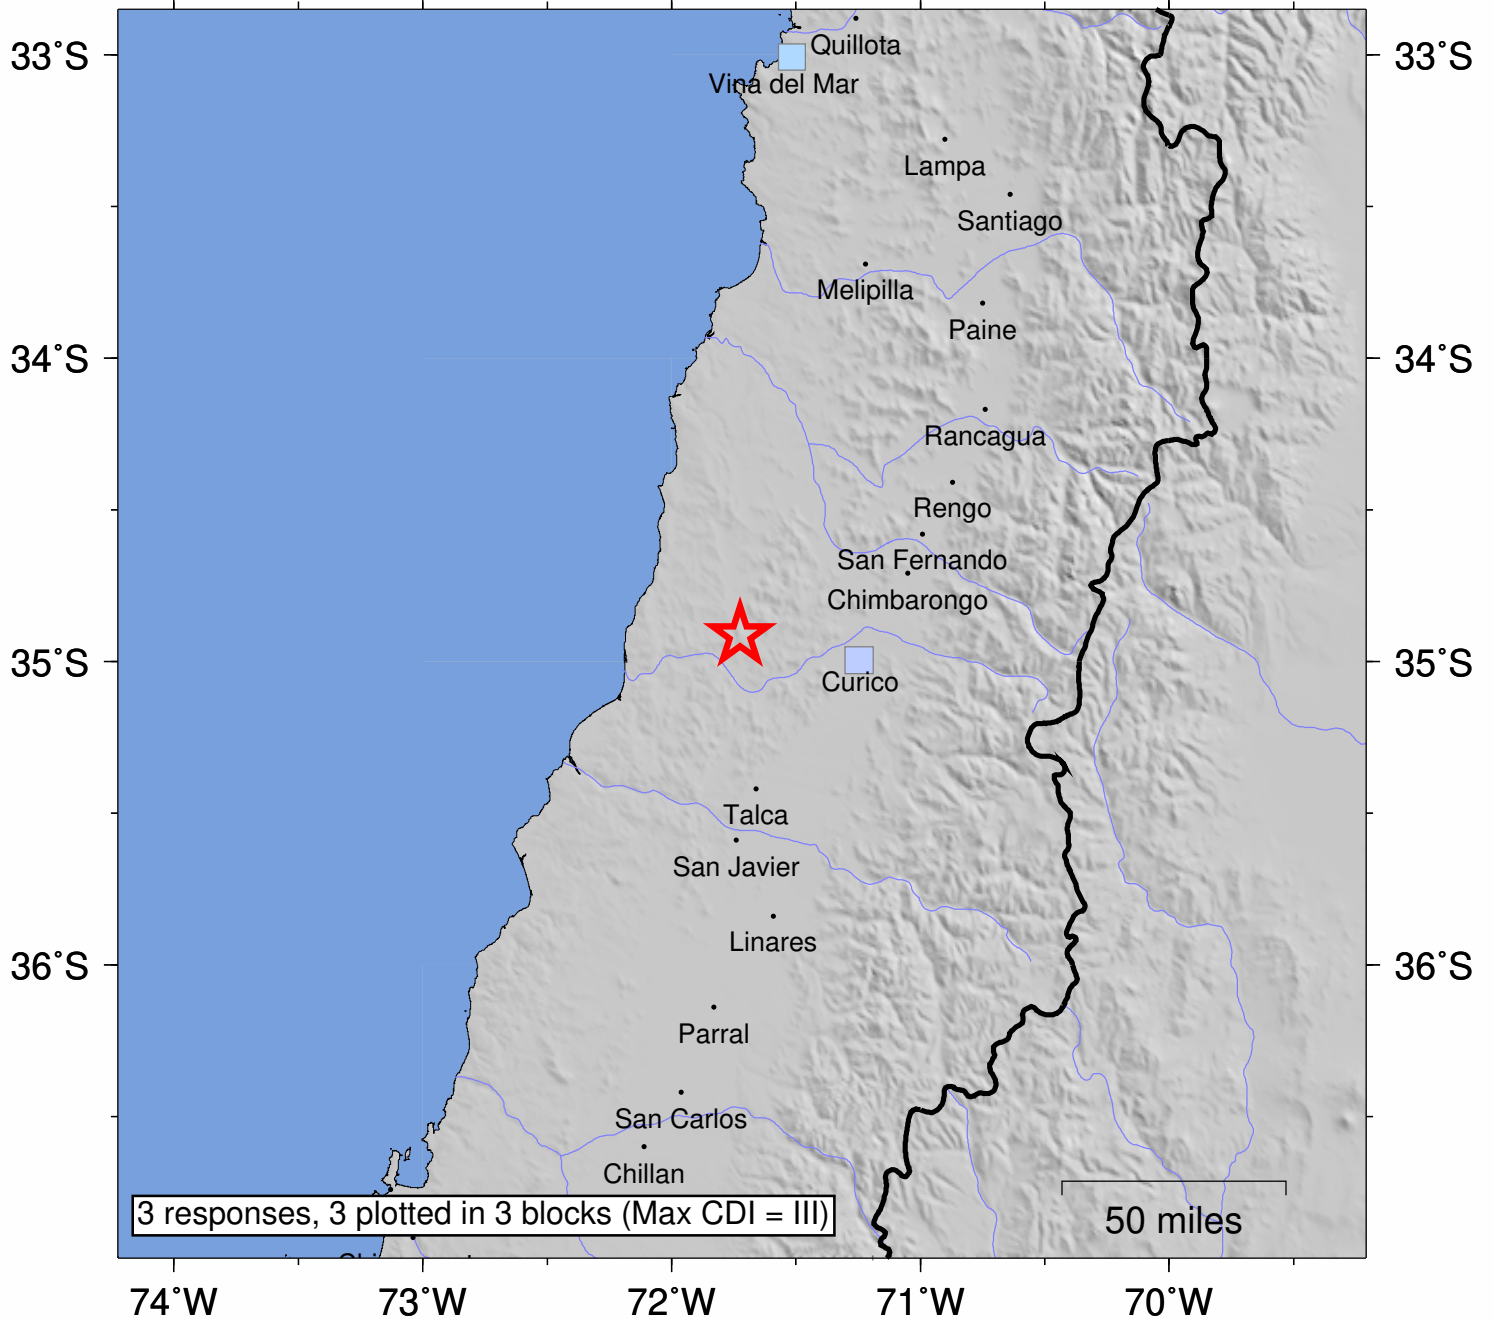 33°S
33°S
Quillota
Vina del Mar
Lampa
Santiago
Melipilla
Paine
34°S
34°S
Rancagua
Rengo
San Fernando
Chimbarongo
35°S
35°S
Curico
Talca
San Javier
Linares
36°S
36°S
Parral
San Carlos
Chillan
3 responses, 3 plotted in 3 blocks (Max CDI = III)
50 miles
74°W
73°W
72°W
71°W
70°W